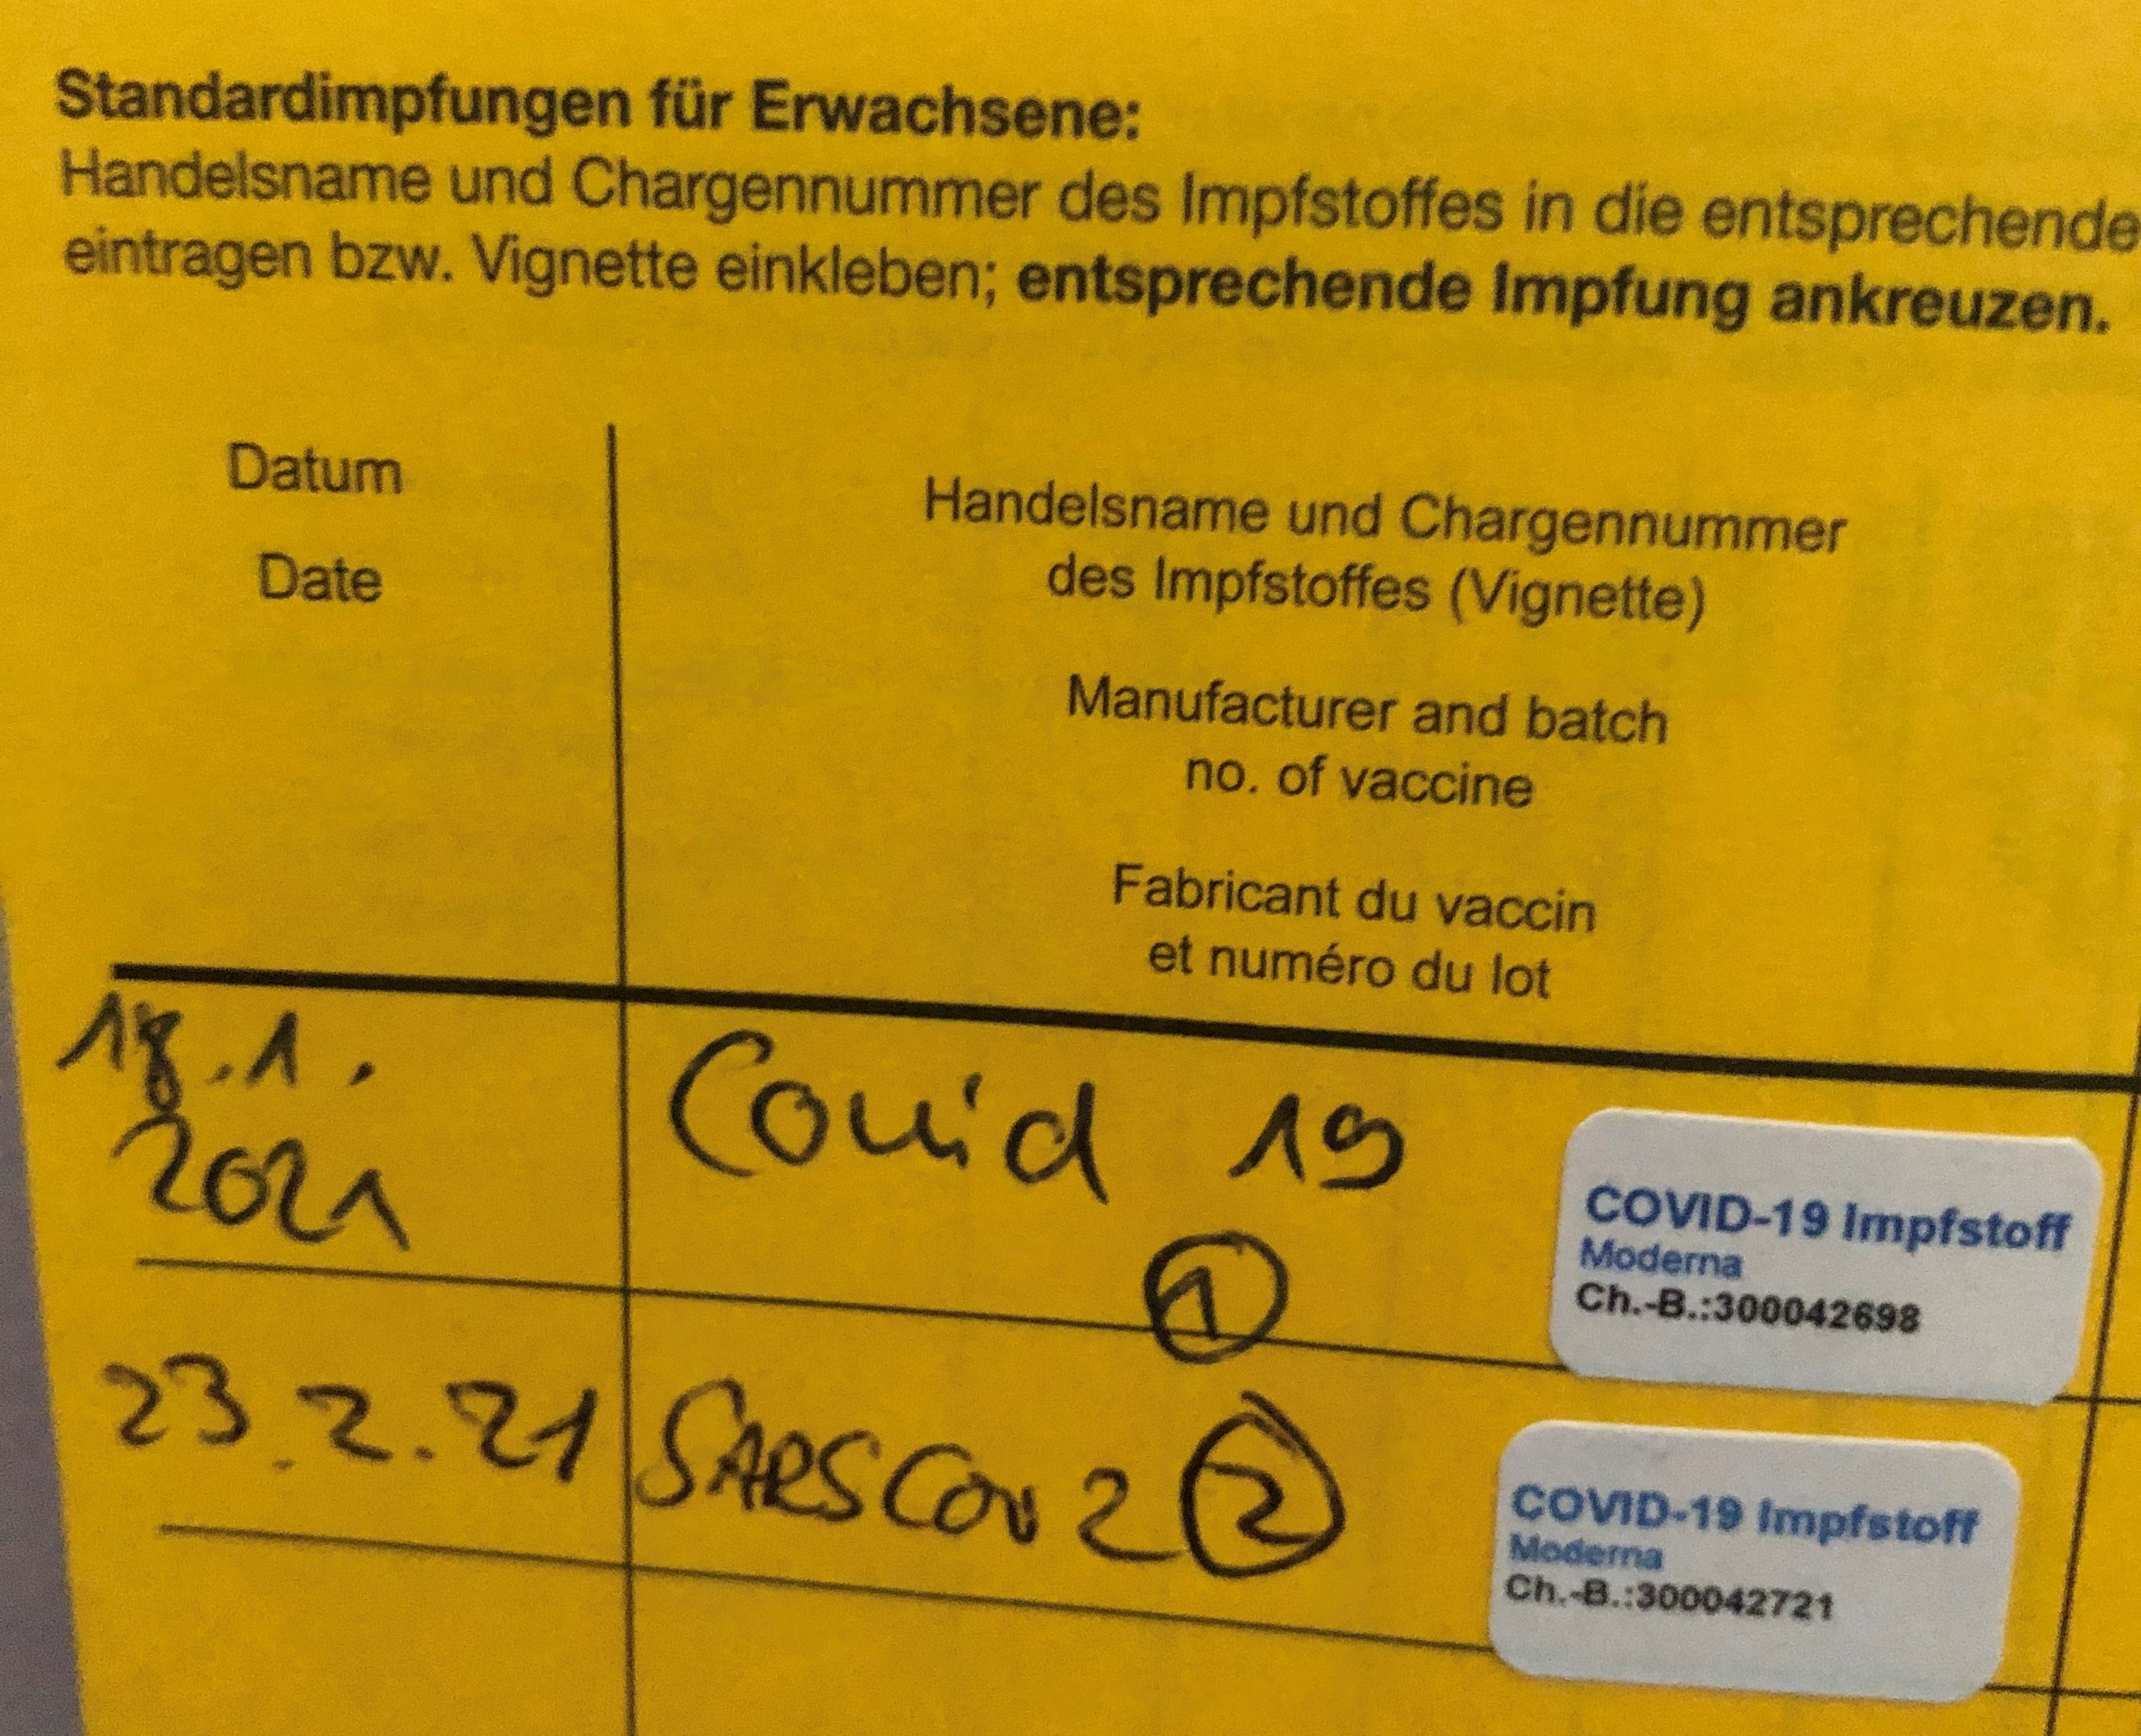 Standardimpfungen für Erwachsene:
Handelsname und Chargennummer des Impfstoffes in die entsprechende
eintragen bzw. Vignette einkleben; entsprechende Impfung ankreuzen.
Datum
Date
Handelsname und Chargennummer
des Impfstoffes (Vignette)
Manufacturer and batch
no. of vaccine
Fabricant du vaccin
et numéro du lot
18.1.
2021
Covid 19
1
COVID-19 Impfstoff
Moderna
Ch.-B.:300042698
23.2.21
SARS Cov 2 2
COVID-19 Impfstoff
Moderna
Ch.-B.:300042721